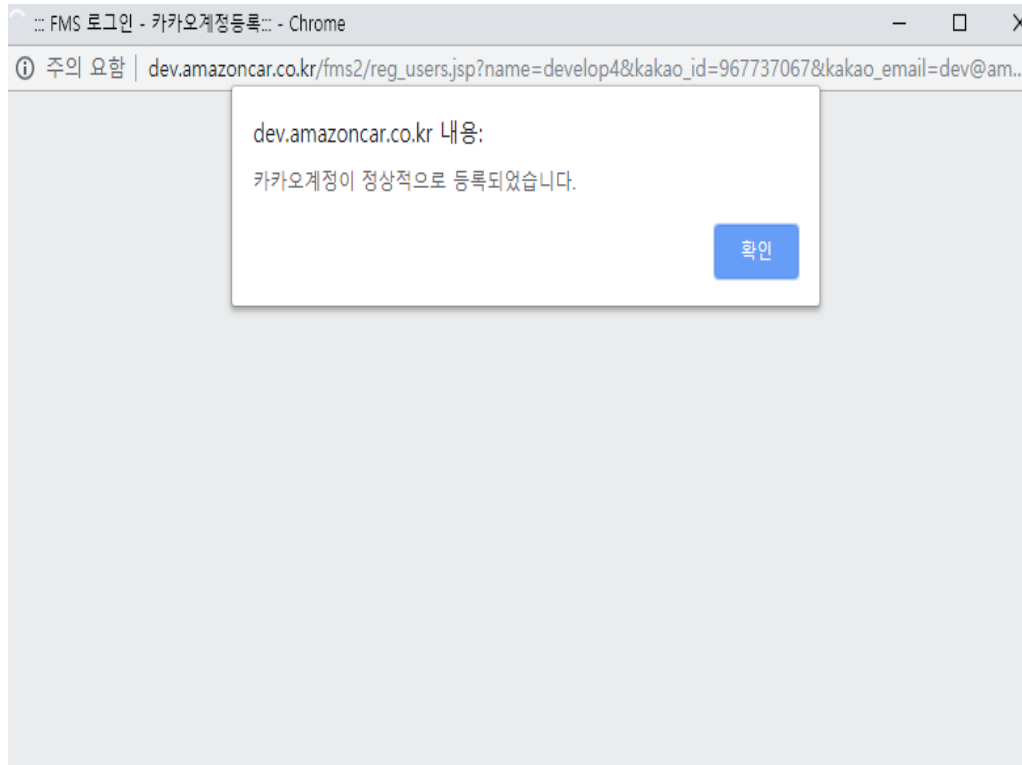 ::: FMS 로그인 - 카카오계정등록::: - Chrome
주의 요함 | dev.amazoncar.co.kr/fms2/reg_users.jsp?name=develop4&kakao_id=967737067&kakao_email=dev@am...
dev.amazoncar.co.kr 내용:
카카오계정이 정상적으로 등록되었습니다.
확인